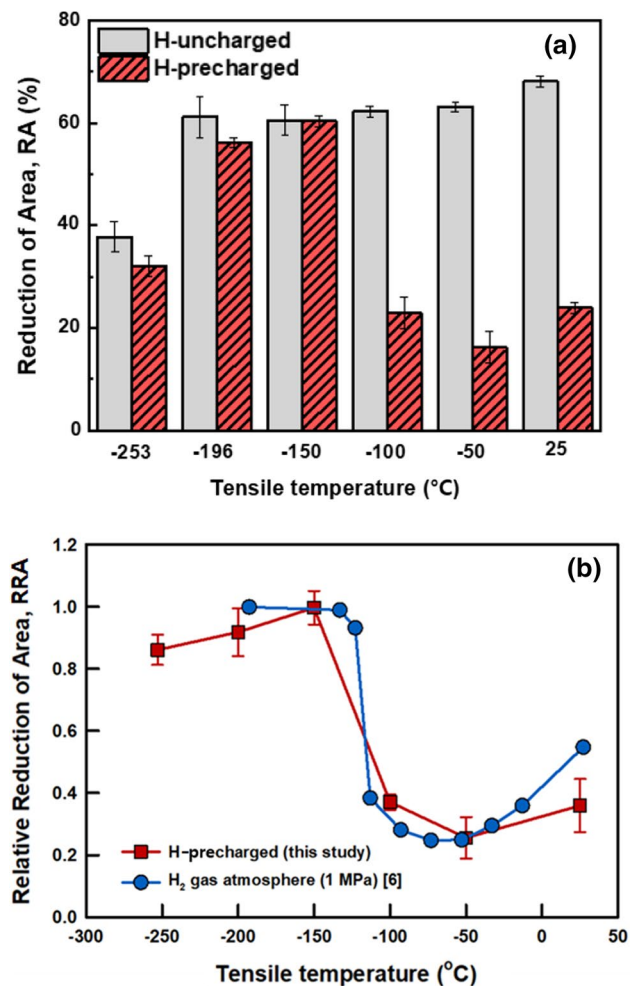 (a)
H-uncharged
H-precharged
Reduction of Area, RA (%)
80
60
40
20
0
-253 -196 -150 -100 -50 25
Tensile temperature (°C)
(b)
Relative Reduction of Area, RRA
1.2
1.0
0.8
0.6
0.4
0.2
0.0
H-precharged (this study)
H₂ gas atmosphere (1 MPa) [6]
-300 -250 -200 -150 -100 -50 0 50
Tensile temperature (°C)